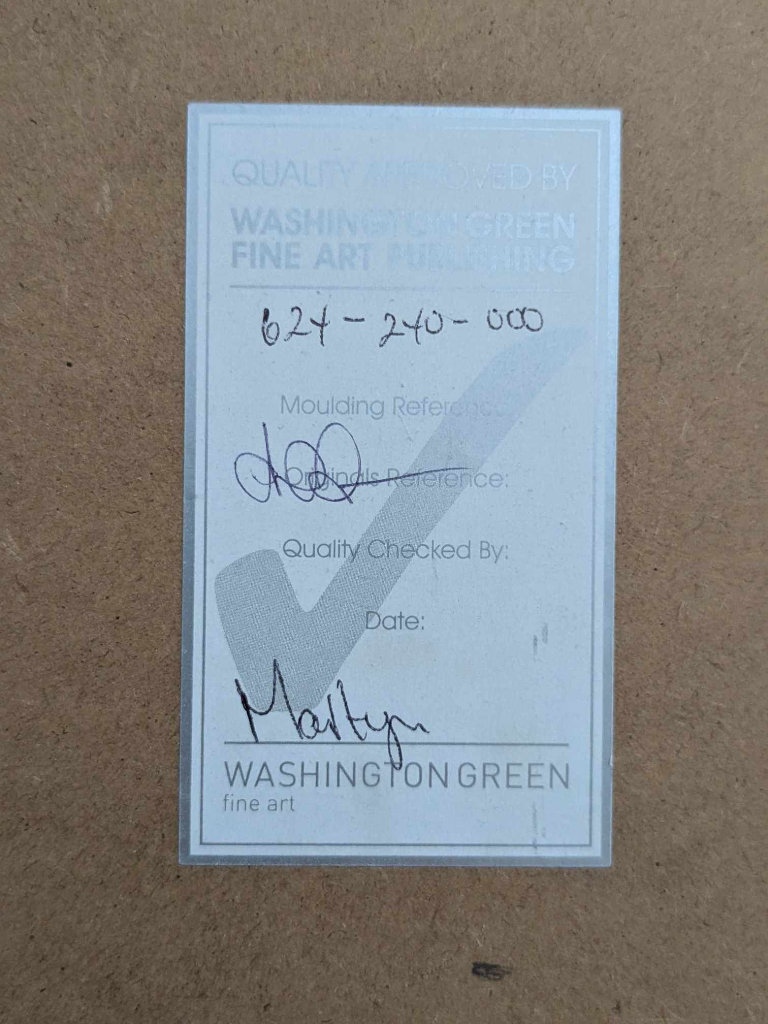 QUALITY APPROVED BY
WASHINGTON GREEN
FINE ART PUBLISHING
624-240-000
Moulding Reference:
Originals Reference:
Quality Checked By:
Date:
Martyn
WASHINGTON GREEN
fine art